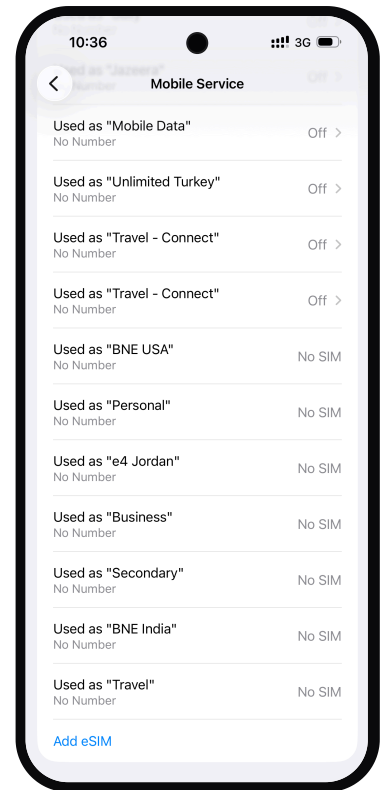 10:36
3G
Used as "Jazeera"
No Number
Off
Mobile Service
Used as "Mobile Data"
No Number
Off
Used as "Unlimited Turkey"
No Number
Off
Used as "Travel - Connect"
No Number
Off
Used as "Travel - Connect"
No Number
Off
Used as "BNE USA"
No Number
No SIM
Used as "Personal"
No Number
No SIM
Used as "e4 Jordan"
No Number
No SIM
Used as "Business"
No Number
No SIM
Used as "Secondary"
No Number
No SIM
Used as "BNE India"
No Number
No SIM
Used as "Travel"
No Number
No SIM
Add eSIM